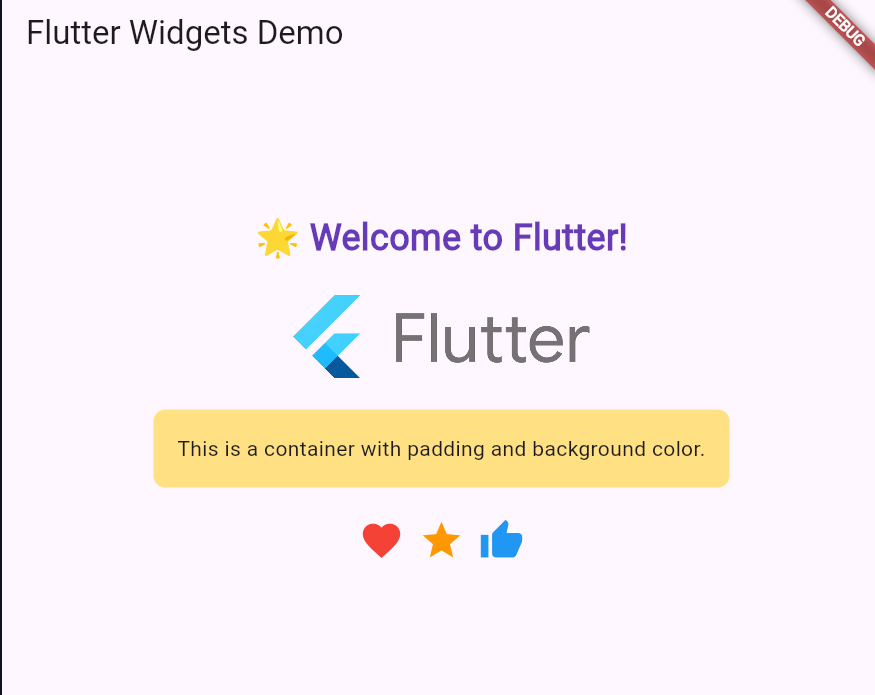 Flutter Widgets Demo
DEBUG
🌟 Welcome to Flutter!
Flutter
This is a container with padding and background color.